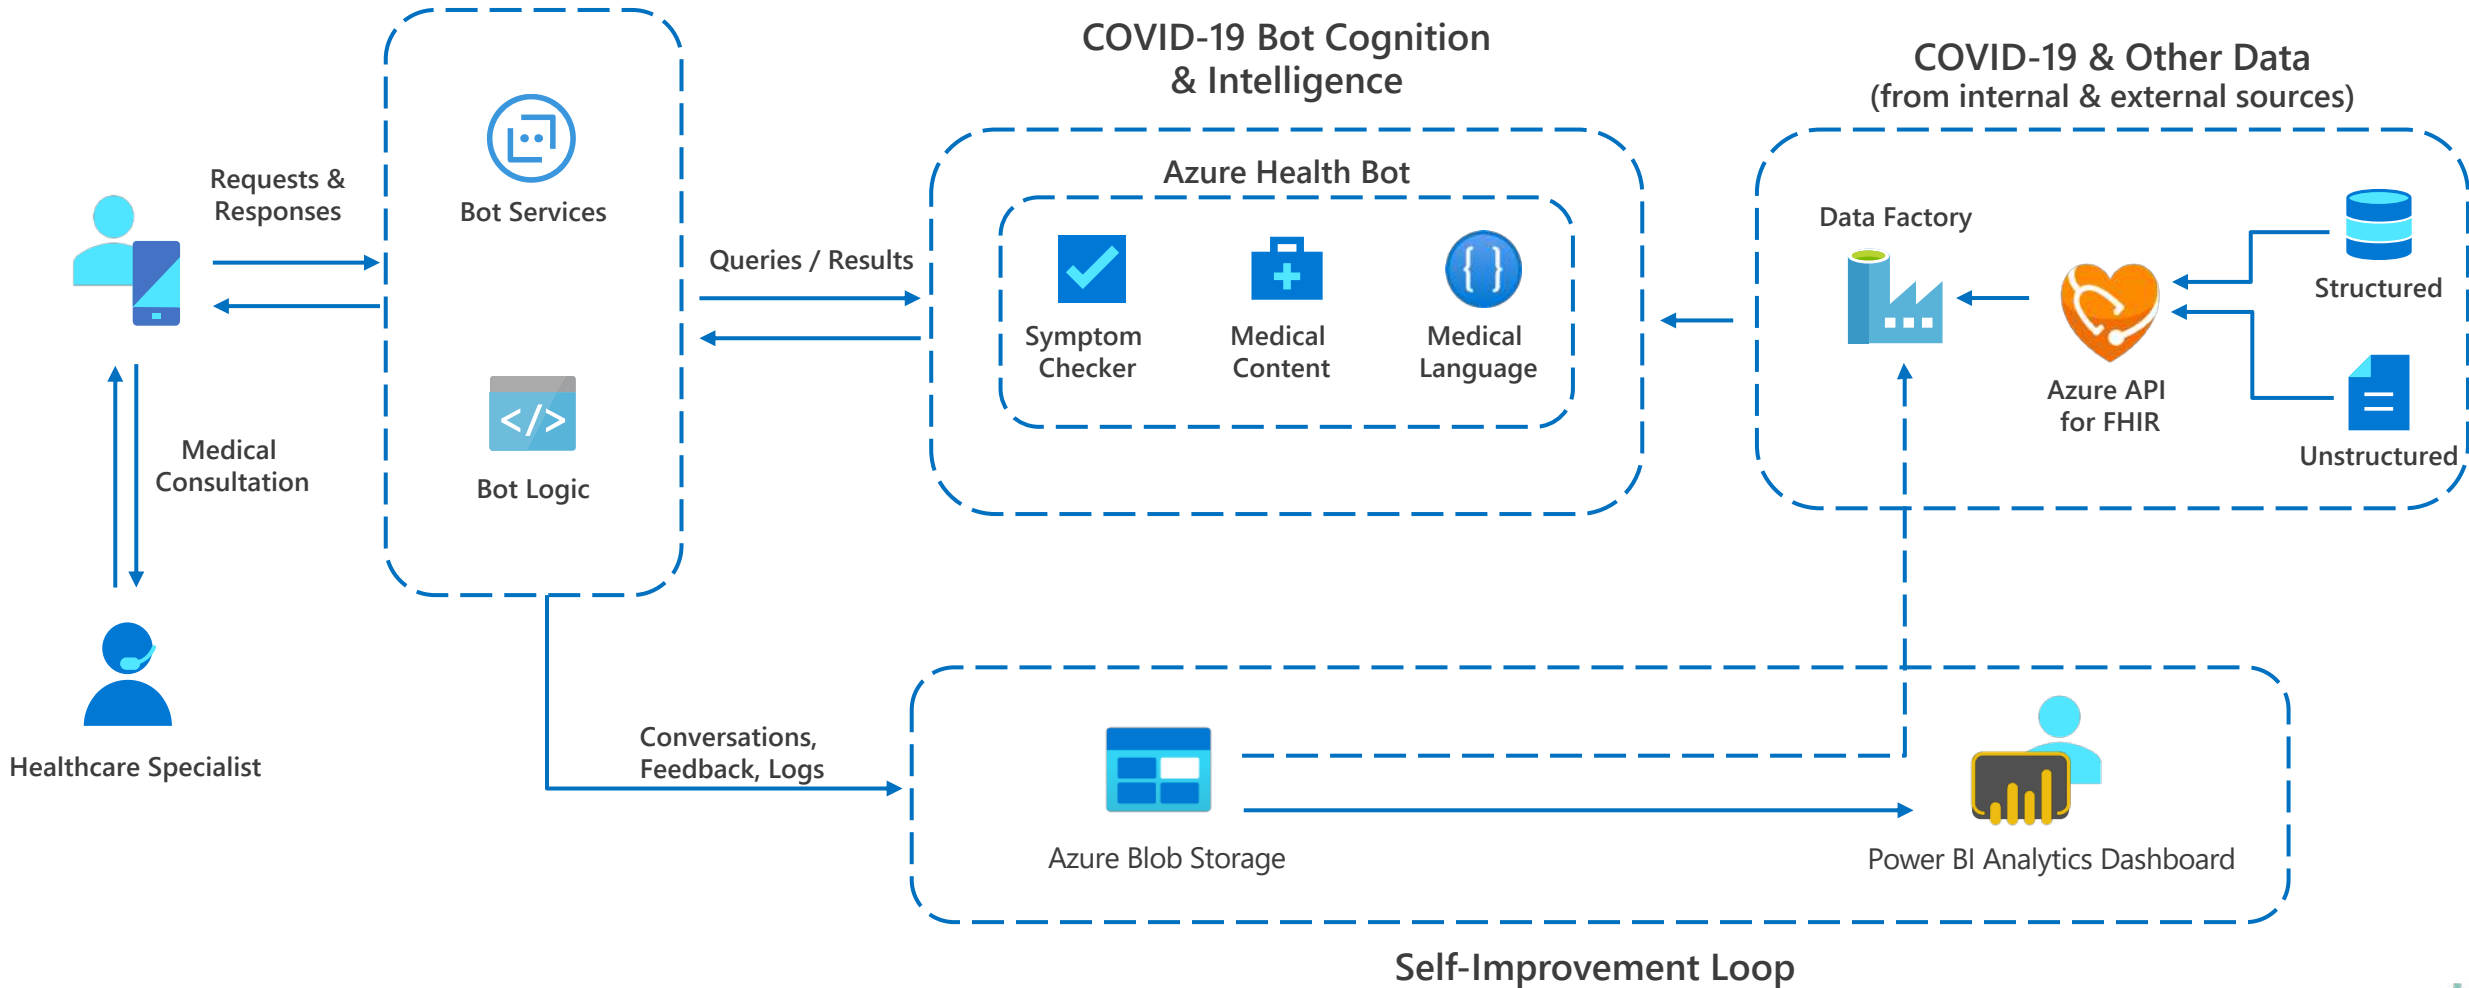 COVID-19 Bot Cognition
& Intelligence
COVID-19 & Other Data
(from internal & external sources)
Requests &
Responses
Bot Services
Queries / Results
Azure Health Bot
Symptom
Checker
Medical
Content
Medical
Language
Data Factory
Structured
Azure API
for FHIR
Unstructured
</>
Bot Logic
Medical
Consultation
Healthcare Specialist
Conversations,
Feedback, Logs
Azure Blob Storage
Power BI Analytics Dashboard
Self-Improvement Loop